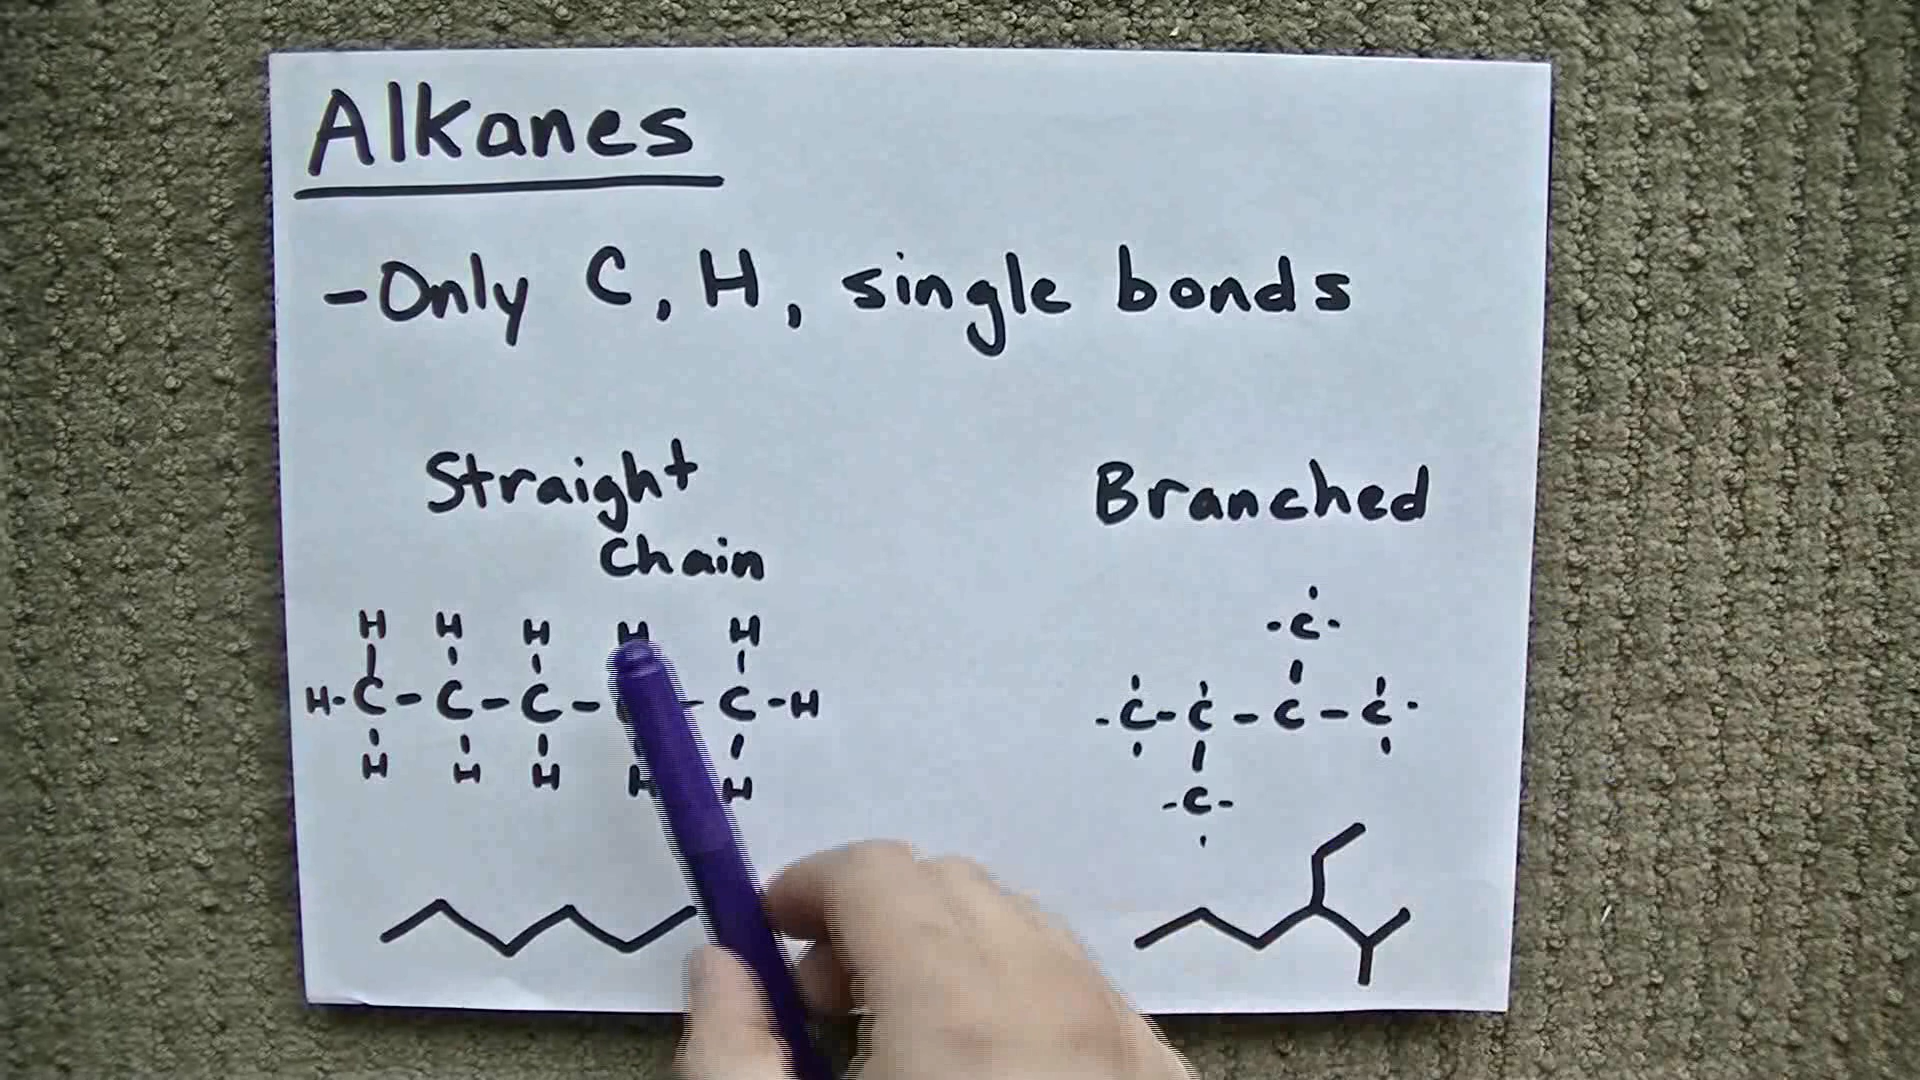 Alkanes
-Only C, H, single bonds
Straight
Chain
Branched
H H H H H
H-C-C-C- -C-H
H H H H H
-C-
-C-C-C-C-
-C-